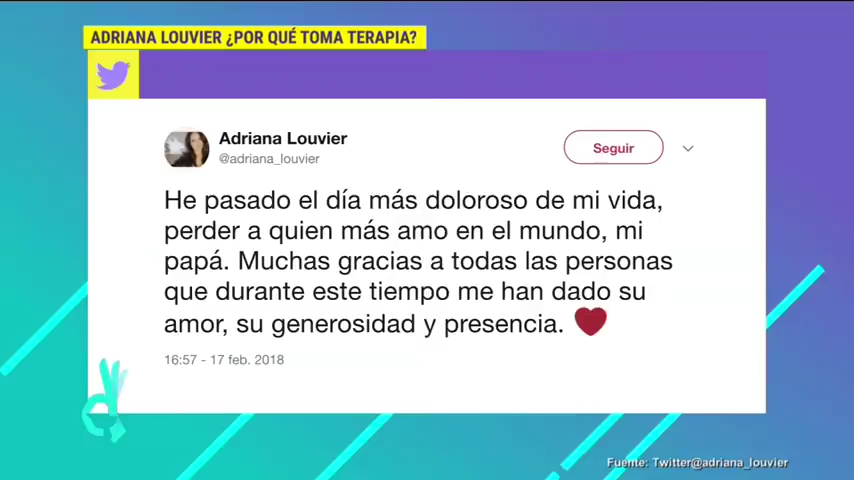 ADRIANA LOUVIER ¿POR QUÉ TOMA TERAPIA?
Adriana Louvier
@adriana_louvier
Seguir
He pasado el día más doloroso de mi vida,
perder a quien más amo en el mundo, mi
papá. Muchas gracias a todas las personas
que durante este tiempo me han dado su
amor, su generosidad y presencia. ❤
16:57 - 17 feb. 2018
Fuente: Twitter@adriana_louvier